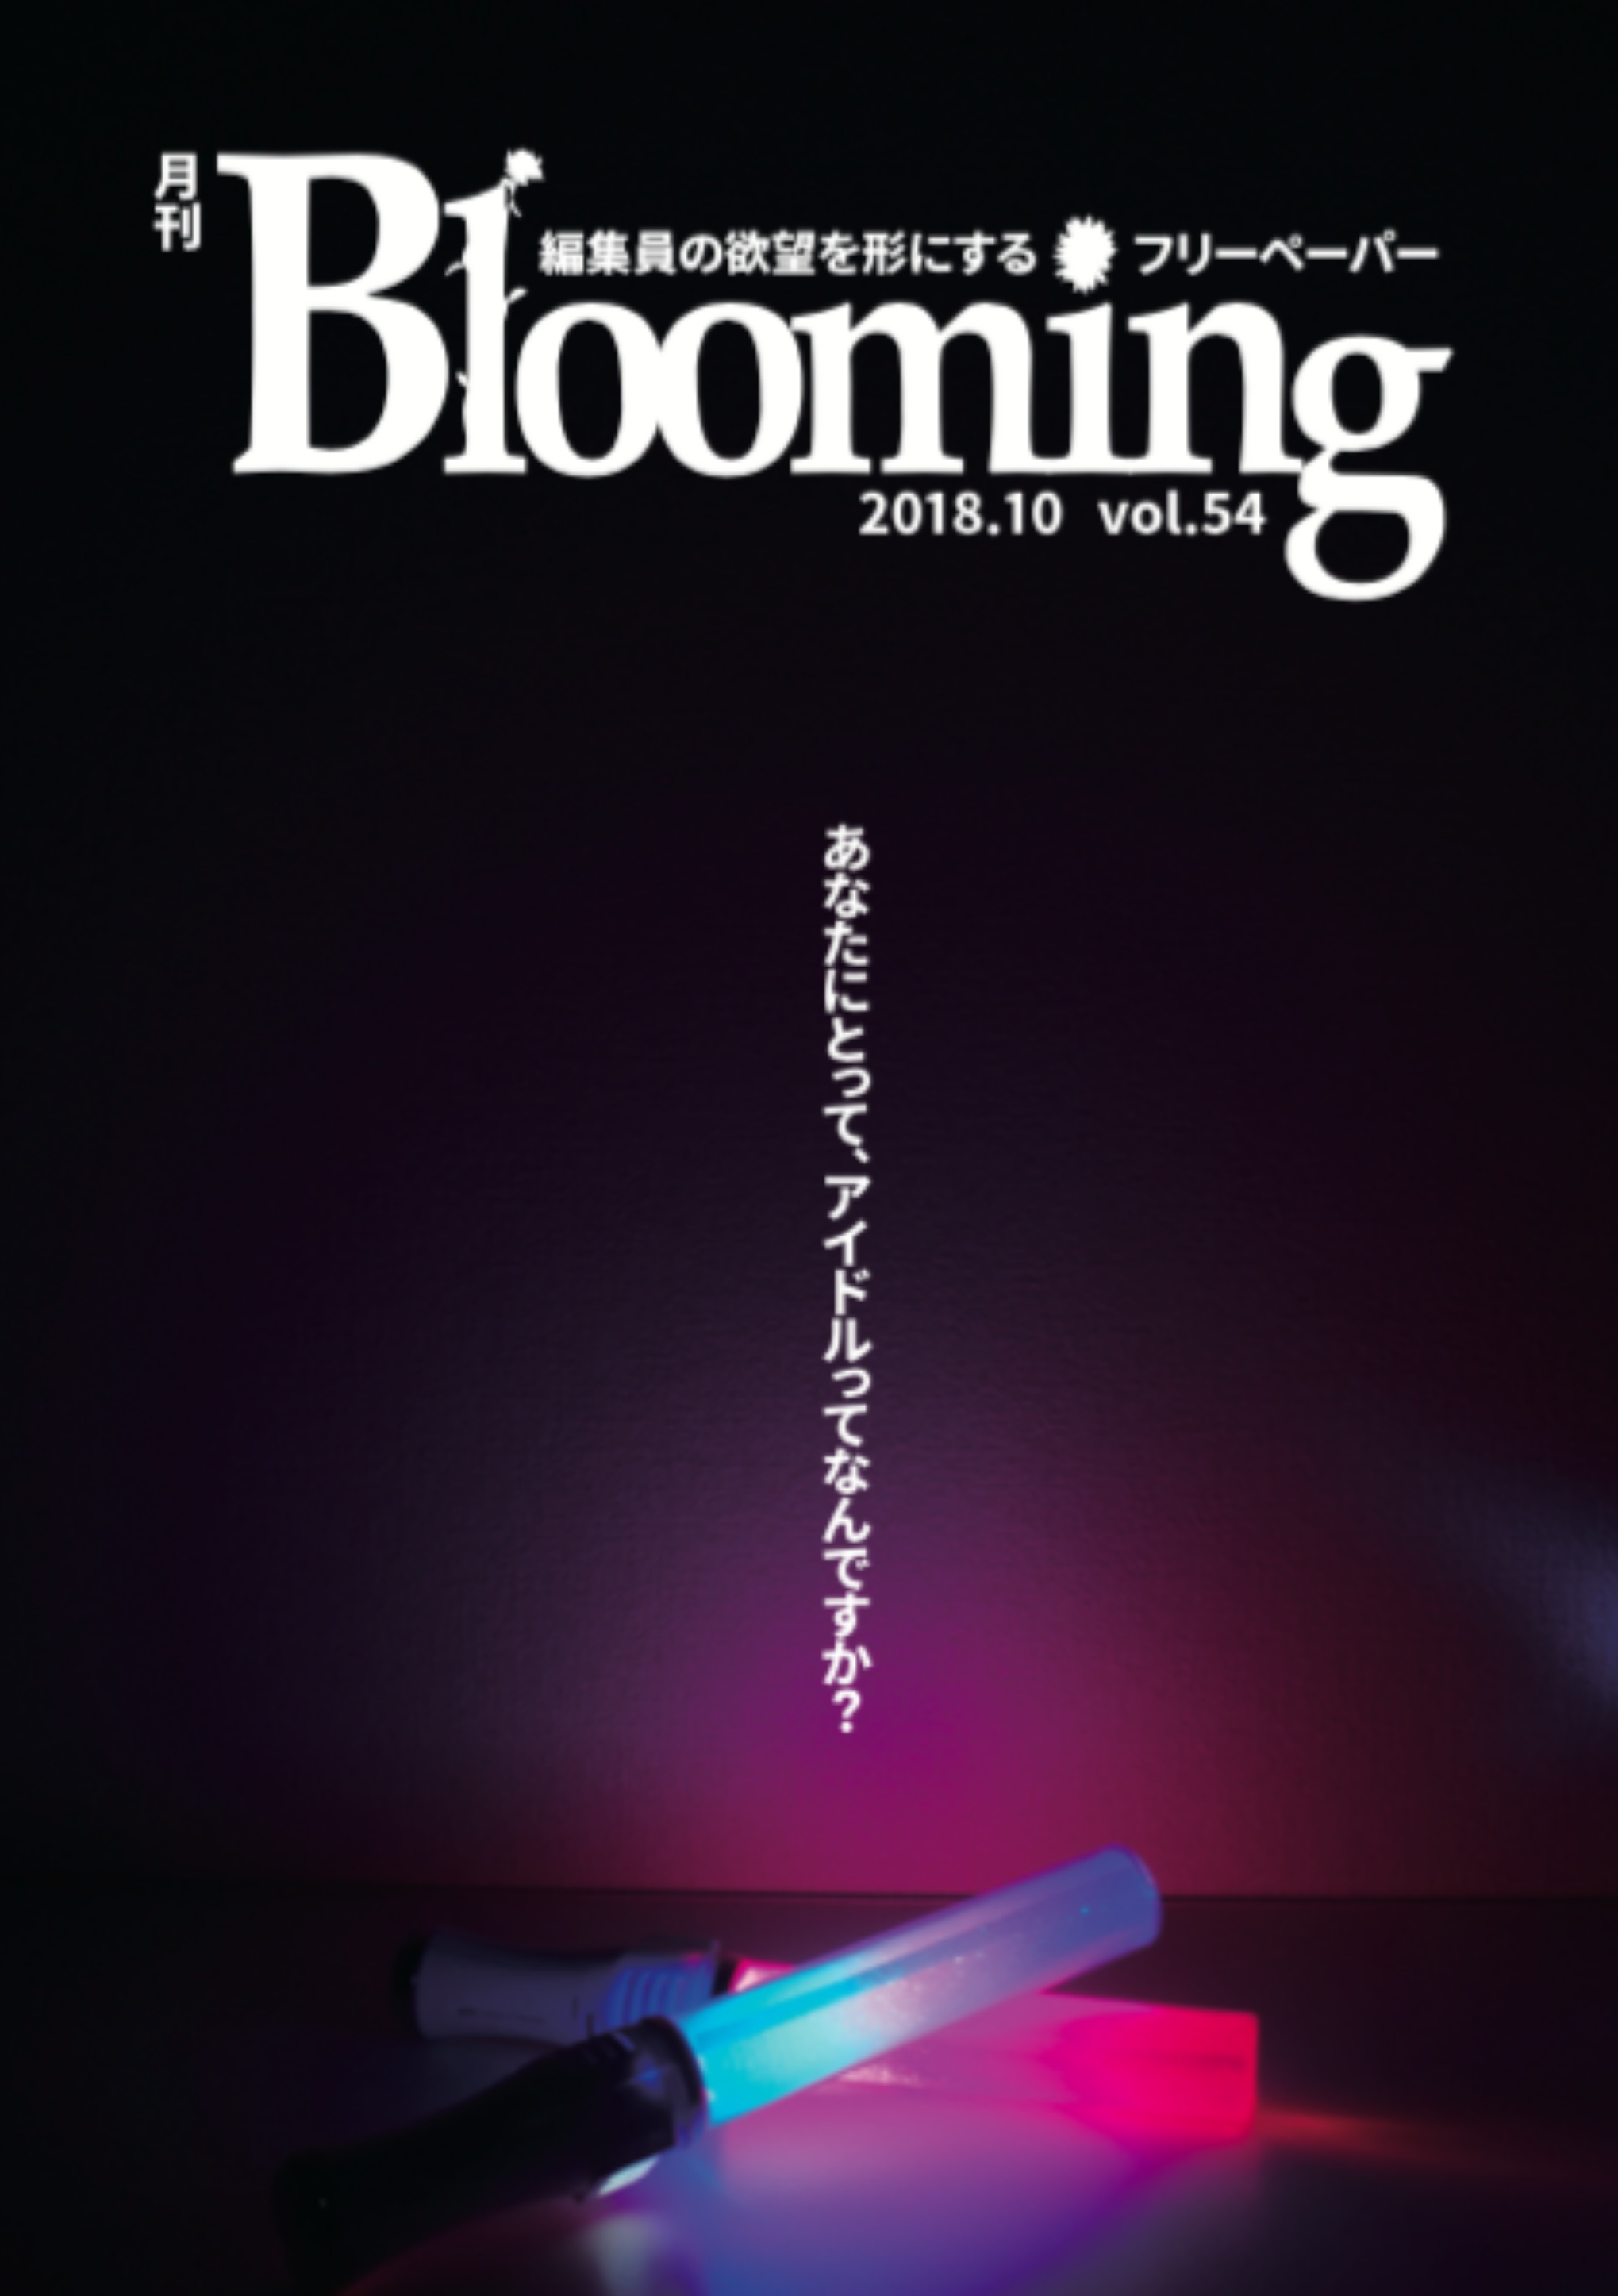 月刊
編集員の欲望を形にする フリーペーパー
Blooming
2018.10 vol.54
あなたにとって、アイドルってなんですか？